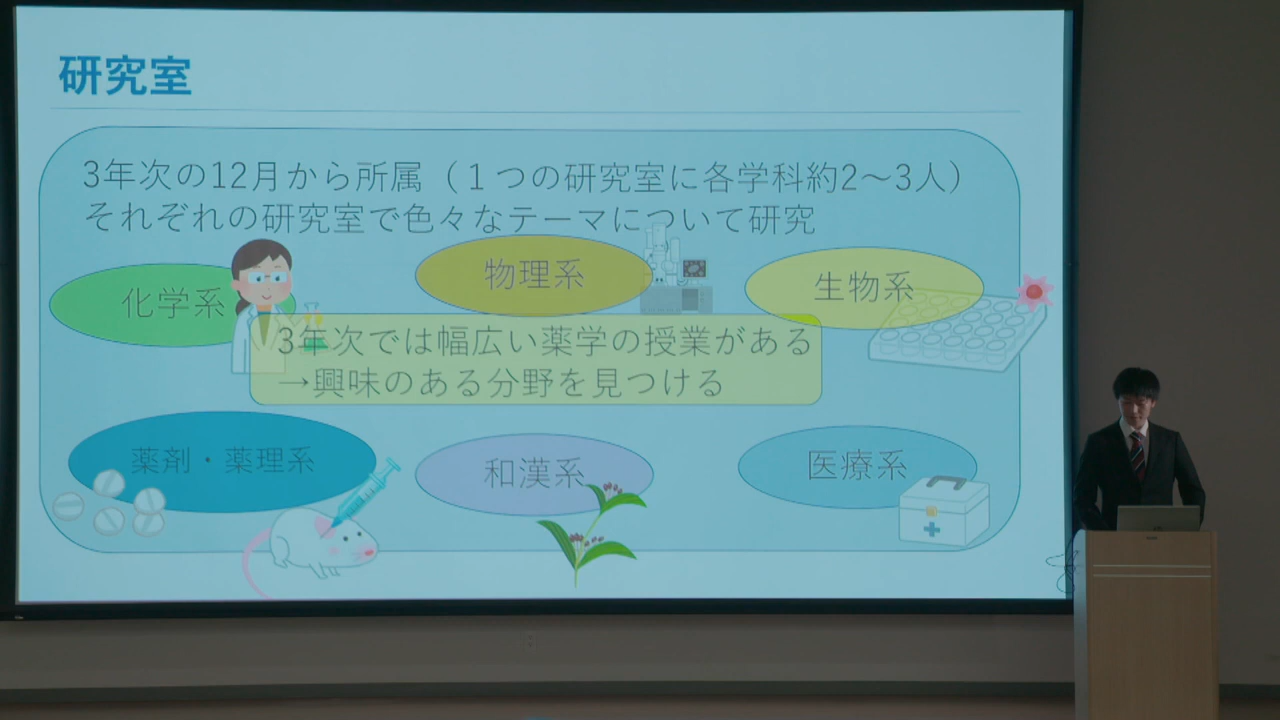 研究室
3年次の12月から所属（１つの研究室に各学科約2～3人）
それぞれの研究室で色々なテーマについて研究
化学系
物理系
生物系
3年次では幅広い薬学の授業がある
→興味のある分野を見つける
薬剤・薬理系
和漢系
医療系